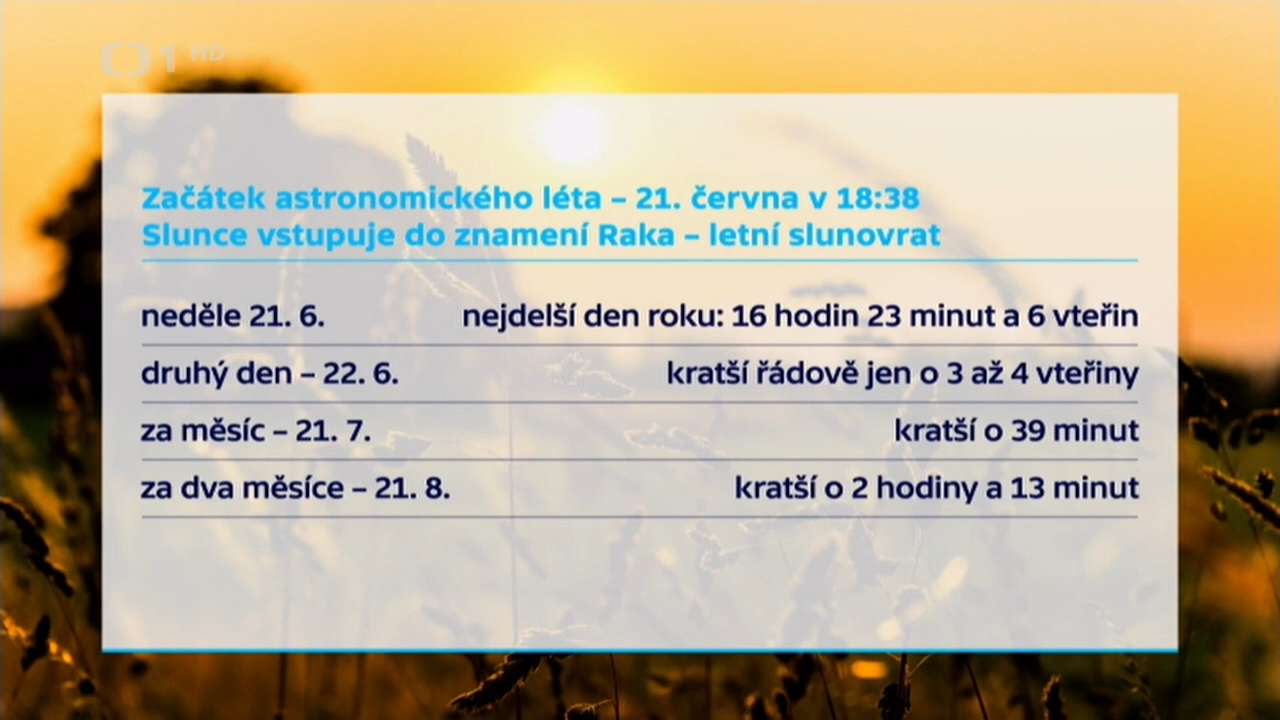 ČT1 HD
Začátek astronomického léta – 21. června v 18:38
Slunce vstupuje do znamení Raka – letní slunovrat
neděle 21. 6. nejdelší den roku: 16 hodin 23 minut a 6 vteřin
druhý den – 22. 6. kratší řádově jen o 3 až 4 vteřiny
za měsíc – 21. 7. kratší o 39 minut
za dva měsíce – 21. 8. kratší o 2 hodiny a 13 minut